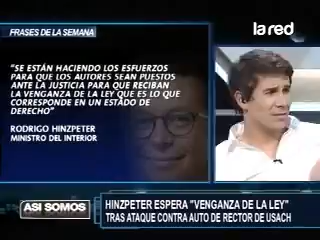 FRASES DE LA SEMANA
la red
"SE ESTÁN HACIENDO LOS ESFUERZOS
PARA QUE LOS AUTORES SEAN PUESTOS
ANTE LA JUSTICIA PARA QUE RECIBAN
LA VENGANZA DE LA LEY QUE ES LO QUE
CORRESPONDE EN UN ESTADO DE
DERECHO"
RODRIGO HINZPETER
MINISTRO DEL INTERIOR
ASI SOMOS
HINZPETER ESPERA "VENGANZA DE LA LEY"
TRAS ATAQUE CONTRA AUTO DE RECTOR DE USACH